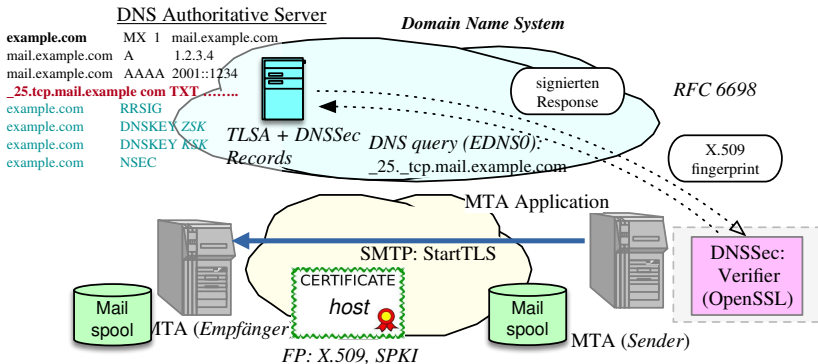 DNS Authoritative Server
Domain Name System
example.com MX 1 mail.example.com
mail.example.com A 1.2.3.4
mail.example.com AAAA 2001::1234
_25.tcp.mail.example com TXT ........
example.com RRSIG
example.com DNSKEY ZSK
example.com DNSKEY KSK
example.com NSEC
signierten
Response
RFC 6698
TLSA + DNSSec
Records
DNS query (EDNS0):
_25._tcp.mail.example.com
X.509
fingerprint
MTA Application
SMTP: StartTLS
DNSSec:
Verifier
(OpenSSL)
CERTIFICATE
host
Mail
spool
MTA (Empfänger
Mail
spool
MTA (Sender)
FP: X.509, SPKI